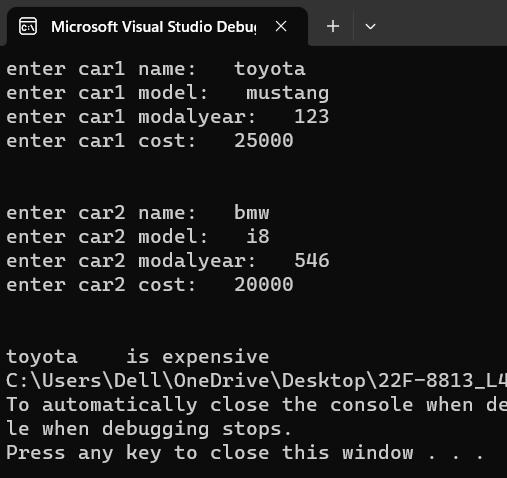 Microsoft Visual Studio Debug
enter car1 name:   toyota
enter car1 model:   mustang
enter car1 modalyear:   123
enter car1 cost:   25000
enter car2 name:   bmw
enter car2 model:   i8
enter car2 modalyear:   546
enter car2 cost:   20000
toyota    is expensive
C:\Users\Dell\OneDrive\Desktop\22F-8813_L4
To automatically close the console when de
le when debugging stops.
Press any key to close this window . . .